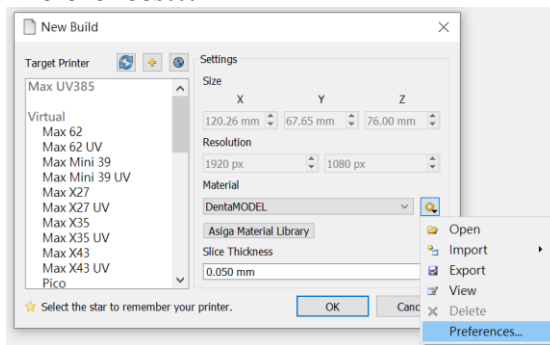 New Build
Target Printer
Max UV385
Virtual
Max 62
Max 62 UV
Max Mini 39
Max Mini 39 UV
Max X27
Max X27 UV
Max X35
Max X35 UV
Max X43
Max X43 UV
Pico
Select the star to remember your printer.
Settings
Size
X Y Z
120.26 mm 67.65 mm 76.00 mm
Resolution
1920 px 1080 px
Material
DentaMODEL
Asiga Material Library
Slice Thickness
0.050 mm
OK Canc
Open
Import
Export
View
Delete
Preferences...